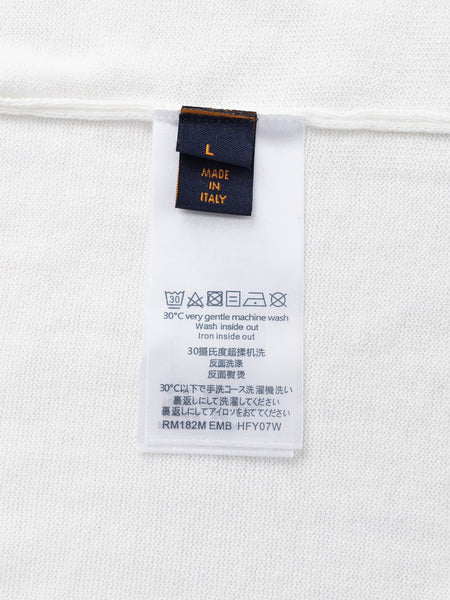 L
MADE
IN
ITALY
30
30°C very gentle machine wash
Wash inside out
Iron inside out
30摄氏度超揉机洗
反面洗涤
反面熨烫
30°C以下で手洗コース洗濯機洗い
裏返しにして洗濯してください
裏返しにしてアイロンをおててください
RM182M EMB HFY07W